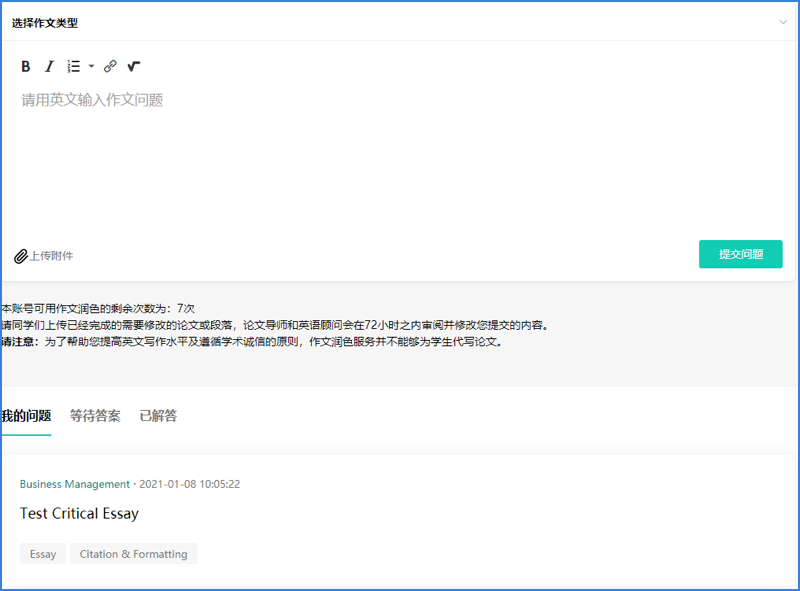 选择作文类型
B I
请用英文输入作文问题
上传附件
提交问题
本账号可用作文润色的剩余次数为：7次
请同学们上传已经完成的需要修改的论文或段落，论文导师和英语顾问会在72小时之内审阅并修改您提交的内容。
请注意：为了帮助您提高英文写作水平及遵循学术诚信的原则，作文润色服务并不能够为学生代写论文。
我的问题 等待答案 已解答
Business Management · 2021-01-08 10:05:22
Test Critical Essay
Essay Citation & Formatting